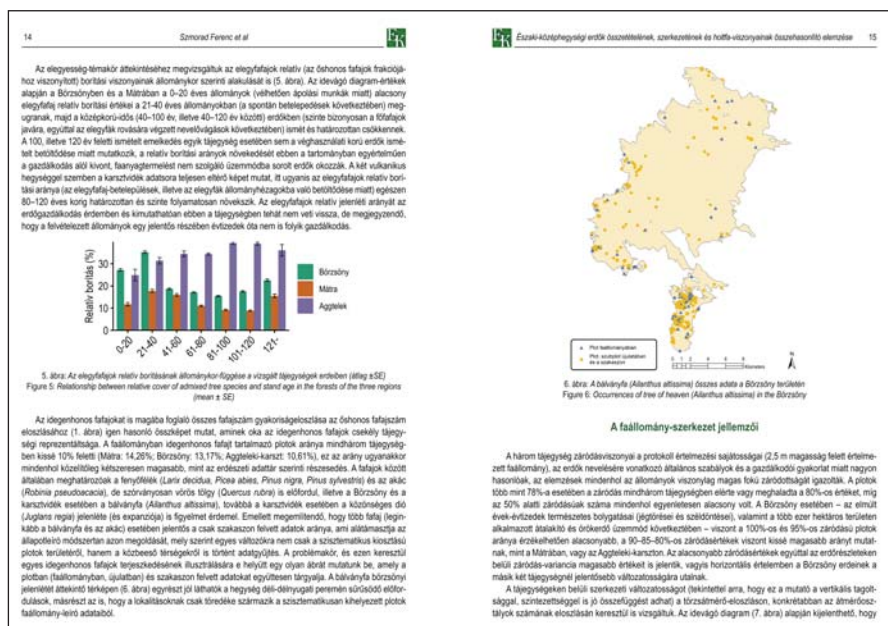 14
Szmorad Ferenc et al
Az elegyesség-témakör áttekintéséhez megvizsgáltuk az elegyfafajok relatív (az őshonos fafajok frakciójá-
hoz viszonyított) borítási viszonyainak állománykor szerinti alakulását is (5. ábra). Az idevágó diagram-értékek
alapján a Börzsönyben és a Mátrában a 0–20 éves állományok (vélhetően ápolási munkák miatt) alacsony
elegyfafaj relatív borítási értékei a 21-40 éves állományokban (a spontán betelepedések következtében) meg-
ugranak, majd a középkorú-idős (40–100 év, illetve 40–120 év közötti) erdőkben (szinte bizonyosan a főfafajok
javára, egyúttal az elegyfák rovására végzett nevelővágások következtében) ismét és határozottan csökkennek.
A 100, illetve 120 év feletti ismételt emelkedés egyik tájegység esetében sem a véghasználati korú erdők ismé-
telt betöltődése miatt mutatkozik, a relatív borítási arányok növekedését ebben a tartományban egyértelműen
a gazdálkodás alól kivont, faanyagtermelést nem szolgáló üzemmódba sorolt erdők okozzák. A két vulkanikus
hegységgel szemben a karsztvidék adatsora teljesen eltérő képet mutat, itt ugyanis az elegyfafajok relatív borí-
tási aránya (az elegyfafaj-betelepülések, illetve az elegyfák állományhézagokba való betöltődése miatt) egészen
80–120 éves korig határozottan és szinte folyamatosan növekszik. Az elegyfafajok relatív jelenléti arányát az
erdőgazdálkodás érdemben és kimutathatóan ebben a tájegységben tehát nem veti vissza, de megjegyzendő,
hogy a felvételezett állományok egy jelentős részében évtizedek óta nem is folyik gazdálkodás.
Relatív borítás (%)
30
20
10
0
0-20
21-40
41-60
61-80
81-100
101-120
121-
Börzsöny
Mátra
Aggtelek
5. ábra: Az elegyfafajok relatív borításának állománykor-függése a vizsgált tájegységek erdeiben (átlag ±SE)
Figure 5: Relationship between relative cover of admixed tree species and stand age in the forests of the three regions
(mean ± SE)
Az idegenhonos fafajokat is magába foglaló összes fafajszám gyakoriságeloszlása az őshonos fafajszám
eloszlásához (1. ábra) igen hasonló összképet mutat, aminek oka az idegenhonos fafajok csekély tájegy-
ségi reprezentáltsága. A faállományban idegenhonos fafajt tartalmazó plotok aránya mindhárom tájegység-
ben kissé 10% feletti (Mátra: 14,26%; Börzsöny: 13,17%; Aggteleki-karszt: 10,61%), ez az arány ugyanakkor
mindenhol közelítőleg kétszeresen magasabb, mint az erdészeti adattár szerinti részesedés. A fafajok között
általában meghatározóak a fenyőfélék (Larix decidua, Picea abies, Pinus nigra, Pinus sylvestris) és az akác
(Robinia pseudoacacia), de szórványosan vörös tölgy (Quercus rubra) is előfordul, illetve a Börzsöny és a
karsztvidék esetében a bálványfa (Ailanthus altissima), továbbá a karsztvidék esetében a közönséges dió
(Juglans regia) jelenléte (és expanziója) is figyelmet érdemel. Emellett megemlítendő, hogy több fafaj (legin-
kább a bálványfa és az akác) esetében jelentős a csak szakaszon felvett adatok aránya, ami alátámasztja az
állapotleíró módszertan azon megoldását, mely szerint egyes változókra nem csak a szisztematikus kiosztású
plotok területéről, hanem a közbeeső térségekről is történt adatgyűjtés. A problémakör, és ezen keresztül
egyes idegenhonos fafajok terjeszkedésének illusztrálására e helyütt egy olyan ábrát mutatunk be, amely a
plotban (faállományban, újulatban) és szakaszon felvett adatokat együttesen tárgyalja. A bálványfa börzsönyi
jelenlétét áttekintő térképen (6. ábra) egyrészt jól láthatók a hegység déli-délnyugati peremén sűrűsödő előfor-
dulások, másrészt az is, hogy a lokalitásoknak csak töredéke származik a szisztematikusan kihelyezett plotok
faállomány-leíró adataiból.
Északi-középhegységi erdők összetételének, szerkezetének és holtfa-viszonyainak összehasonlító elemzése
15
Plot faállományában
Plot: szubplot újulatában
és a szakaszon
Kilometers
N
6. ábra: A bálványfa (Ailanthus altissima) összes adata a Börzsöny területén
Figure 6: Occurrences of tree of heaven (Ailanthus altissima) in the Börzsöny
A faállomány-szerkezet jellemzői
A három tájegység záródásviszonyai a protokoll értelmezési sajátosságai (2,5 m magasság felett értelme-
zett faállomány), az erdők nevelésére vonatkozó általános szabályok és a gazdálkodói gyakorlat miatt nagyon
hasonlóak, az elemzések mindenhol az állományok viszonylag magas fokú záródottságát igazolták. A plotok
több mint 78%-a esetében a záródás mindhárom tájegységben elérte vagy meghaladta a 80%-os értéket, míg
az 50% alatti záródásúak száma mindenhol egyenletesen alacsony volt. A Börzsöny esetében – az elmúlt
évek-évtizedek természetes bolygatásai (jégtörései és széldöntései), valamint a több ezer hektáros területen
alkalmazott átalakító és örökerdő üzemmód következtében – viszont a 100%-os és 95%-os záródású plotok
aránya érzékelhetően alacsonyabb, a 90–85–80%-os záródásértékek viszont kissé magasabb arányt mutat-
nak, mint a Mátrában, vagy az Aggteleki-karszton. Az alacsonyabb záródásértékek egyúttal az erdőrészleteken
belüli záródás-variancia magasabb értékeit is jelentik, vagyis horizontális értelemben a Börzsöny erdeinek a
másik két tájegységnél jelentősebb változatosságára utalnak.
A tájegységeken belüli szerkezeti változatosságot (tekintettel arra, hogy ez a mutató a vertikális tagolt-
sággal, szintezettséggel is jó összefüggést adhat) a törzsátmérő-eloszláson, konkrétabban az átmérőosz-
tályok számának eloszlásán keresztül is vizsgáltuk. Az idevágó diagram (7. ábra) alapján kijelenthető, hogy